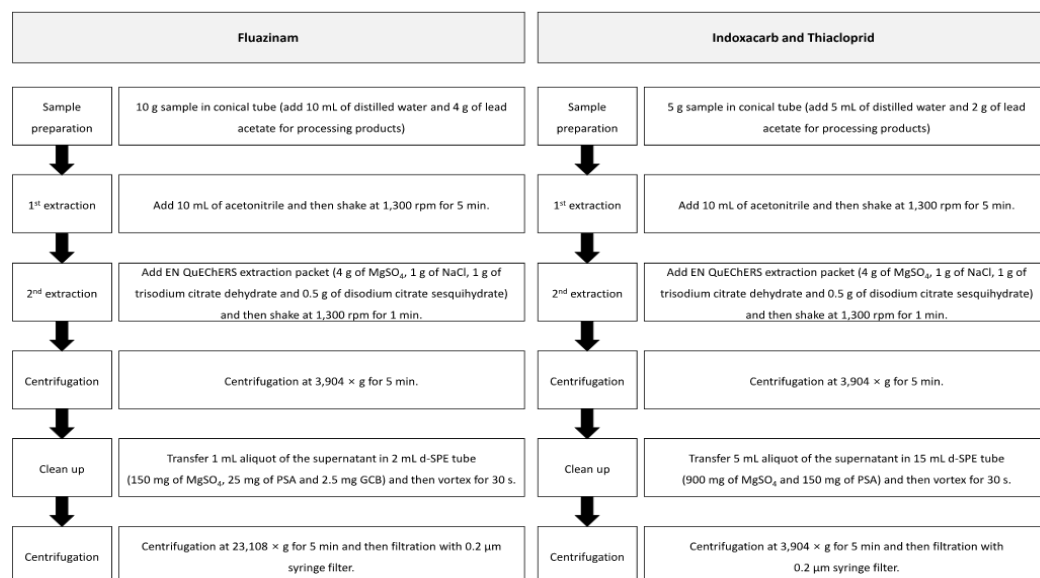 Fluazinam
Sample
preparation
10 g sample in conical tube (add 10 mL of distilled water and 4 g of lead
acetate for processing products)
1st extraction
Add 10 mL of acetonitrile and then shake at 1,300 rpm for 5 min.
2nd extraction
Add EN QuEChERS extraction packet (4 g of MgSO4, 1 g of NaCl, 1 g of
trisodium citrate dehydrate and 0.5 g of disodium citrate sesquihydrate)
and then shake at 1,300 rpm for 1 min.
Centrifugation
Centrifugation at 3,904 × g for 5 min.
Clean up
Transfer 1 mL aliquot of the supernatant in 2 mL d-SPE tube
(150 mg of MgSO4, 25 mg of PSA and 2.5 mg GCB) and then vortex for 30 s.
Centrifugation
Centrifugation at 23,108 × g for 5 min and then filtration with 0.2 μm
syringe filter.
Indoxacarb and Thiacloprid
Sample
preparation
5 g sample in conical tube (add 5 mL of distilled water and 2 g of lead
acetate for processing products)
1st extraction
Add 10 mL of acetonitrile and then shake at 1,300 rpm for 5 min.
2nd extraction
Add EN QuEChERS extraction packet (4 g of MgSO4, 1 g of NaCl, 1 g of
trisodium citrate dehydrate and 0.5 g of disodium citrate sesquihydrate)
and then shake at 1,300 rpm for 1 min.
Centrifugation
Centrifugation at 3,904 × g for 5 min.
Clean up
Transfer 5 mL aliquot of the supernatant in 15 mL d-SPE tube
(900 mg of MgSO4 and 150 mg of PSA) and then vortex for 30 s.
Centrifugation
Centrifugation at 3,904 × g for 5 min and then filtration with
0.2 μm syringe filter.